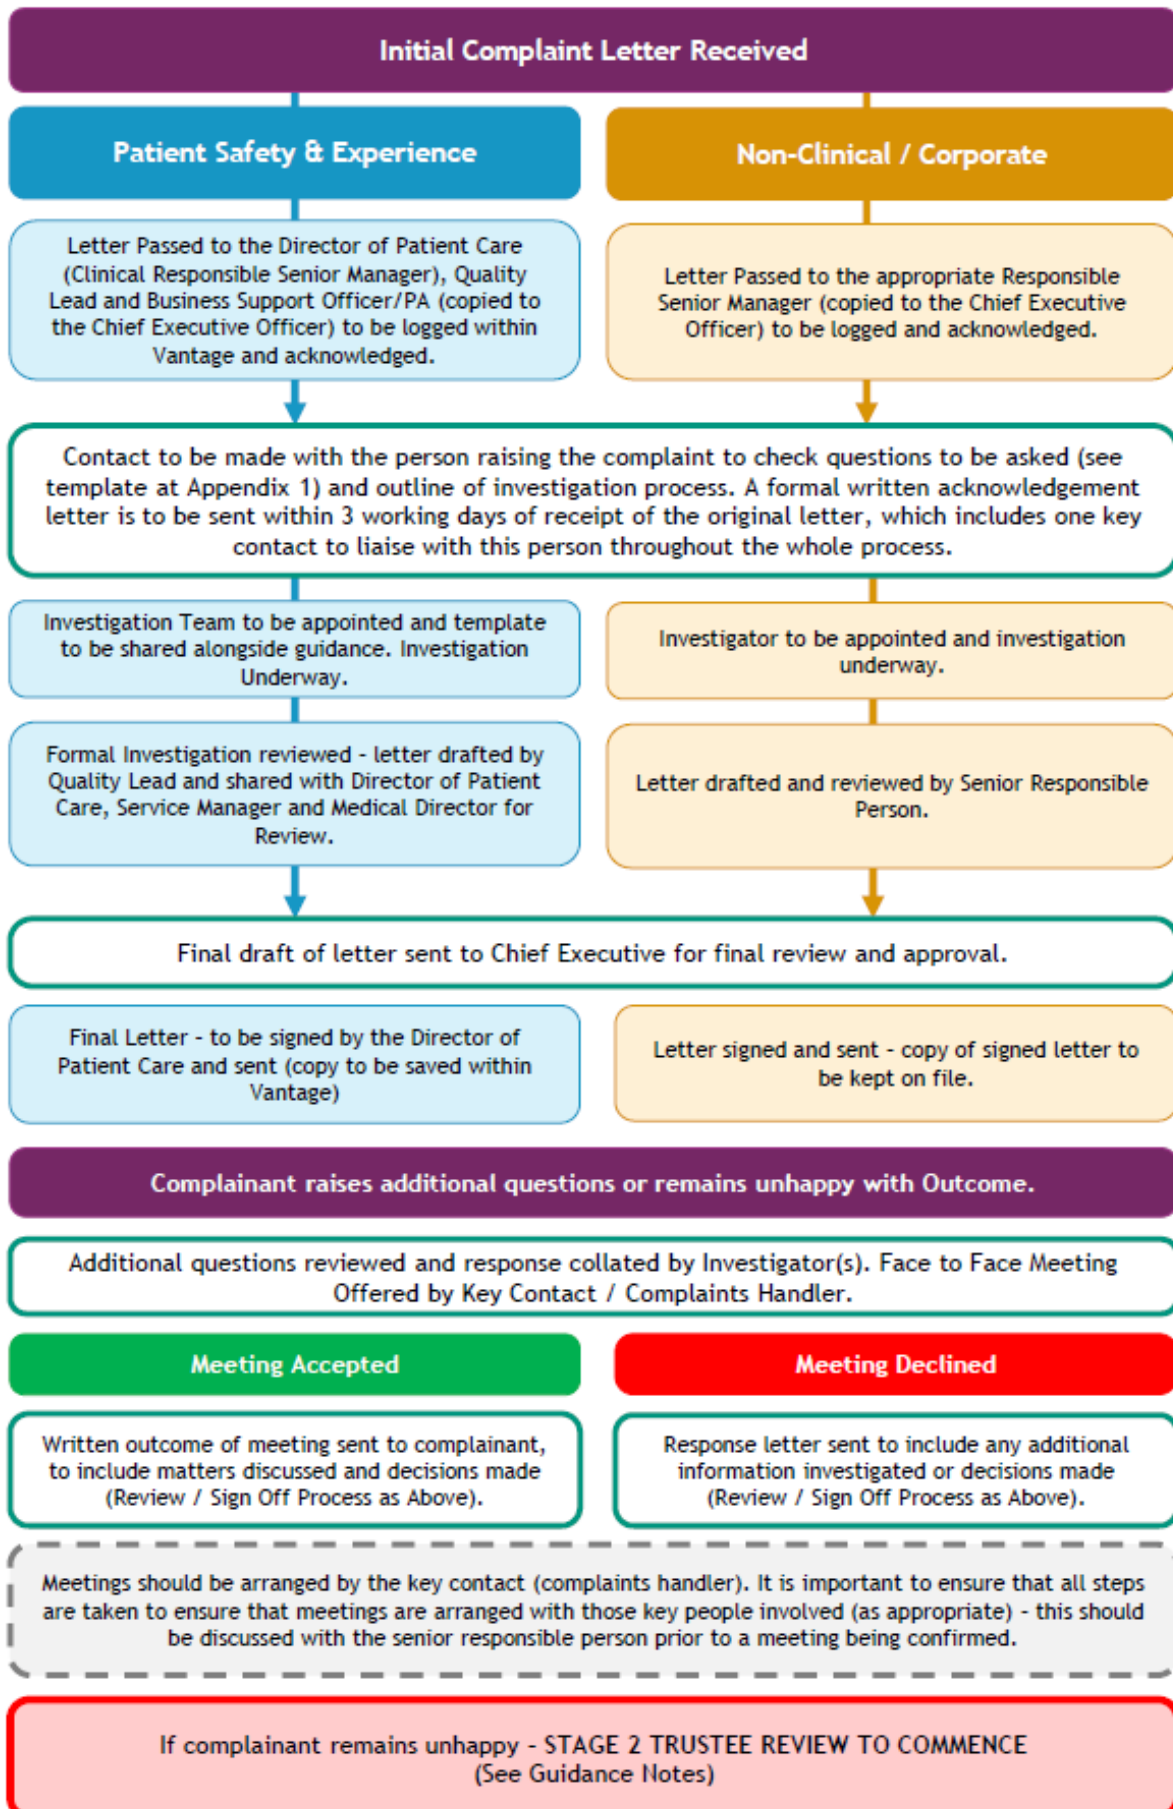 Initial Complaint Letter Received
Patient Safety & Experience
Non-Clinical / Corporate
Letter Passed to the Director of Patient Care
(Clinical Responsible Senior Manager), Quality
Lead and Business Support Officer/PA (copied to
the Chief Executive Officer) to be logged within
Vantage and acknowledged.
Letter Passed to the appropriate Responsible
Senior Manager (copied to the Chief Executive
Officer) to be logged and acknowledged.
Contact to be made with the person raising the complaint to check questions to be asked (see
template at Appendix 1) and outline of investigation process. A formal written acknowledgement
letter is to be sent within 3 working days of receipt of the original letter, which includes one key
contact to liaise with this person throughout the whole process.
Investigation Team to be appointed and template
to be shared alongside guidance. Investigation
Underway.
Investigator to be appointed and investigation
underway.
Formal Investigation reviewed - letter drafted by
Quality Lead and shared with Director of Patient
Care, Service Manager and Medical Director for
Review.
Letter drafted and reviewed by Senior Responsible
Person.
Final draft of letter sent to Chief Executive for final review and approval.
Final Letter - to be signed by the Director of
Patient Care and sent (copy to be saved within
Vantage)
Letter signed and sent - copy of signed letter to
be kept on file.
Complainant raises additional questions or remains unhappy with Outcome.
Additional questions reviewed and response collated by Investigator(s). Face to Face Meeting
Offered by Key Contact / Complaints Handler.
Meeting Accepted
Meeting Declined
Written outcome of meeting sent to complainant,
to include matters discussed and decisions made
(Review / Sign Off Process as Above).
Response letter sent to include any additional
information investigated or decisions made
(Review / Sign Off Process as Above).
Meetings should be arranged by the key contact (complaints handler). It is important to ensure that all steps
are taken to ensure that meetings are arranged with those key people involved (as appropriate) - this should
be discussed with the senior responsible person prior to a meeting being confirmed.
If complainant remains unhappy - STAGE 2 TRUSTEE REVIEW TO COMMENCE
(See Guidance Notes)